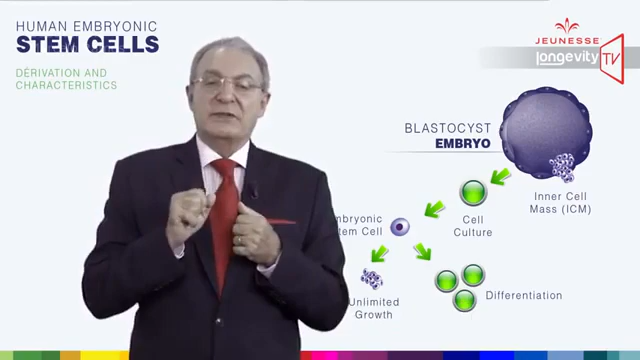 HUMAN EMBRYONIC
STEM CELLS
DÉRIVATION AND
CHARACTERISTICS
JEUNESSE
longevity TV
BLASTOCYST
EMBRYO
Inner Cell
Mass (ICM)
Cell
Culture
mbryonic
Stem Cell
Unlimited
Growth
Differentiation